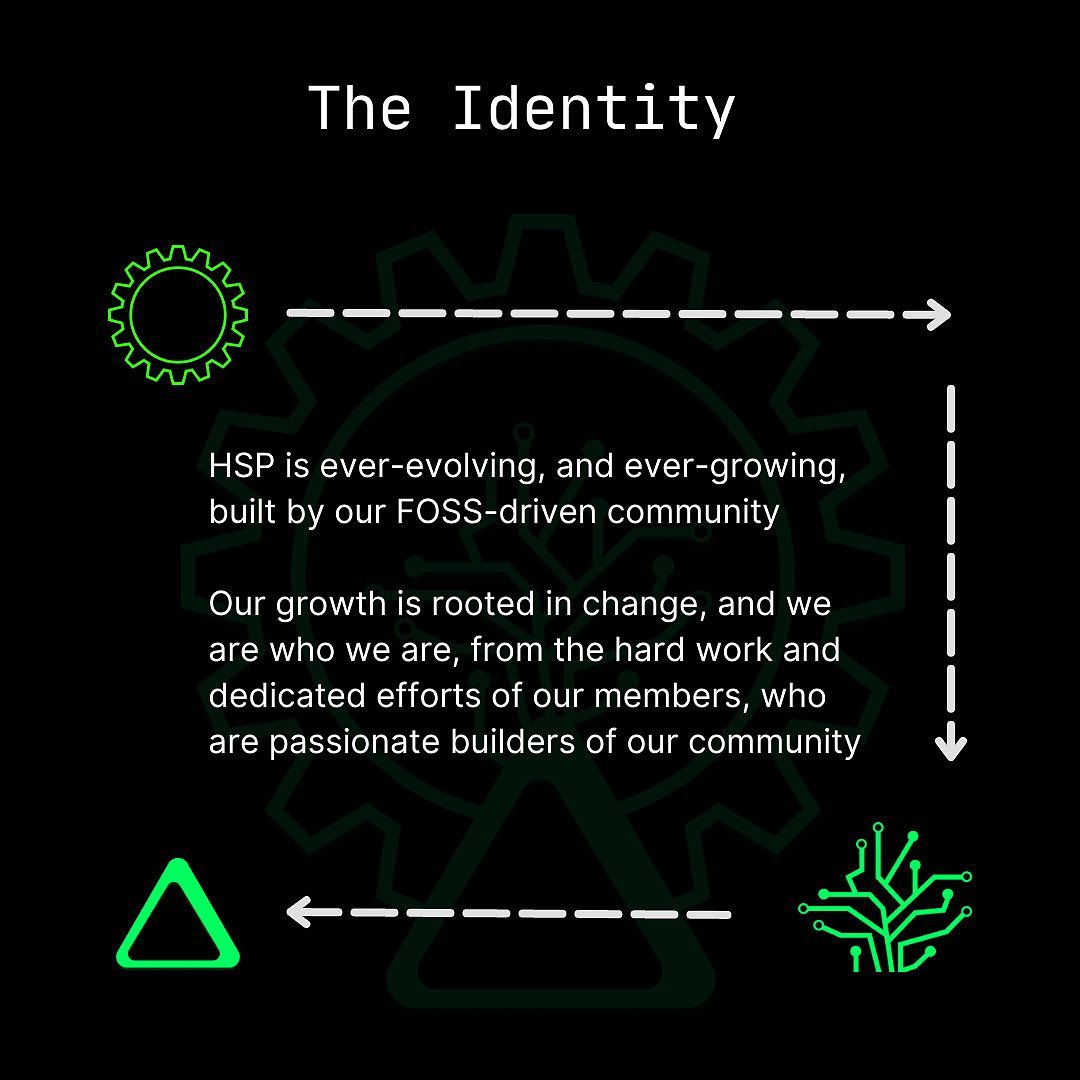 The Identity
HSP is ever-evolving, and ever-growing,
built by our FOSS-driven community
Our growth is rooted in change, and we
are who we are, from the hard work and
dedicated efforts of our members, who
are passionate builders of our community